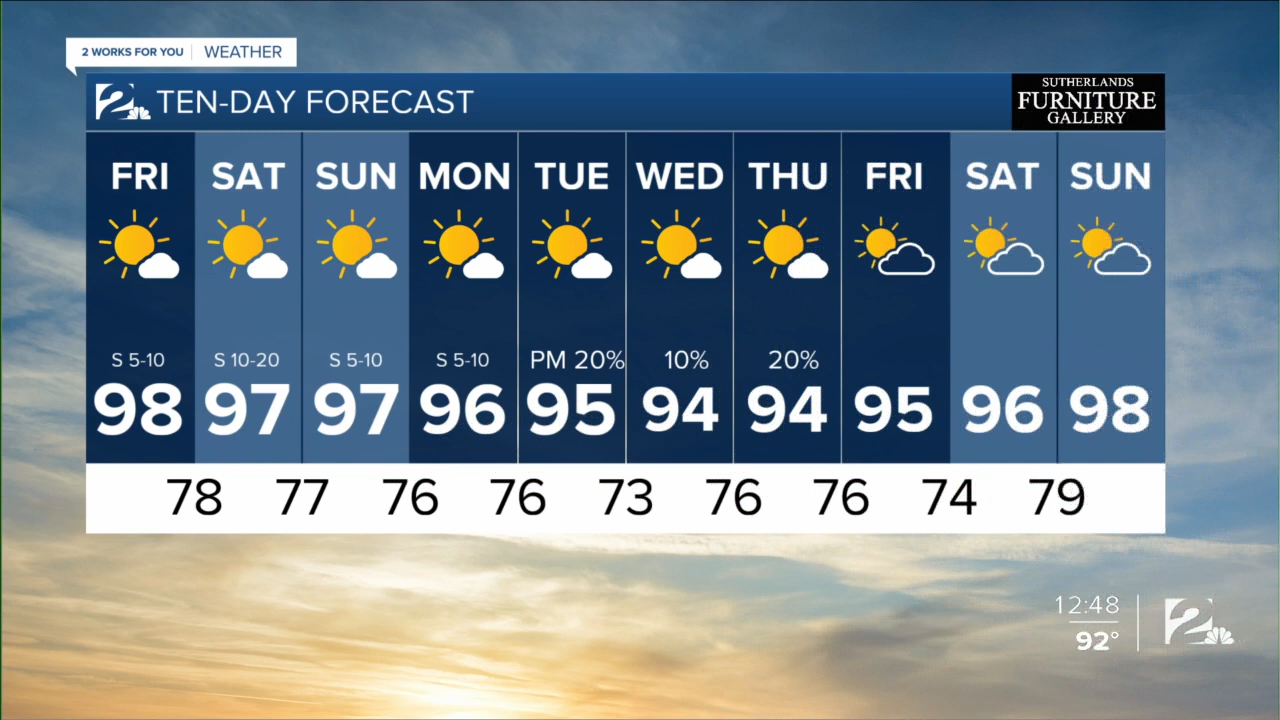 2 WORKS FOR YOU | WEATHER
2 TEN-DAY FORECAST
SUTHERLANDS
FURNITURE
GALLERY
FRI SAT SUN MON TUE WED THU FRI SAT SUN
S 5-10 S 10-20 S 5-10 S 5-10 PM 20% 10% 20%
98 97 97 96 95 94 94 95 96 98
78 77 76 76 73 76 76 74 79
12:48
92°
2